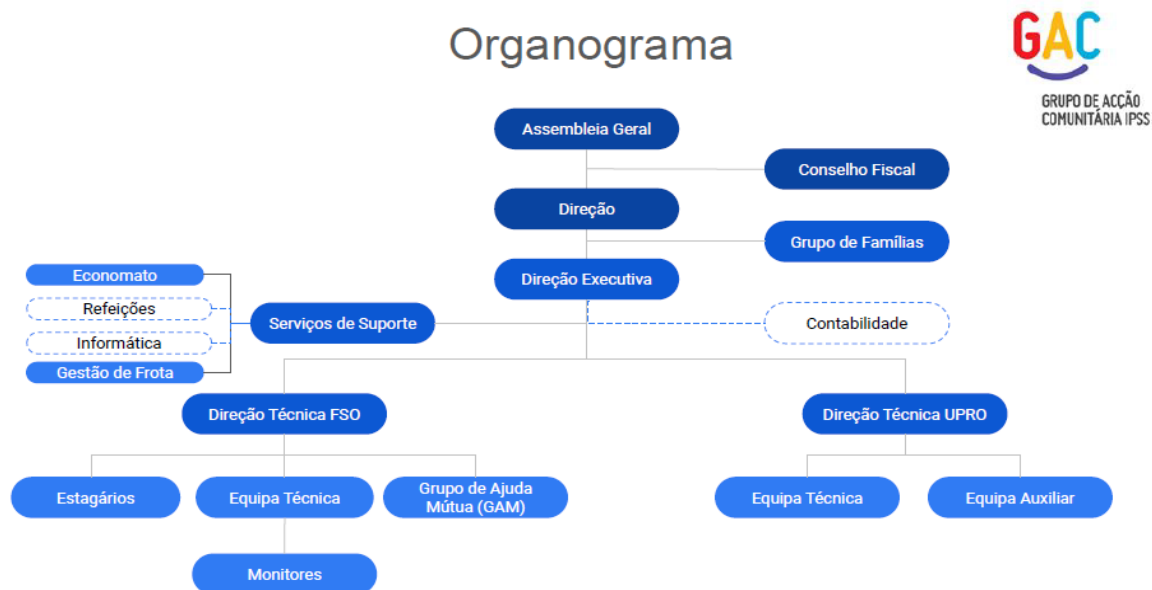 Organograma
GAC
GRUPO DE ACÇÃO
COMUNITÁRIA IPSS
Assembleia Geral
Conselho Fiscal
Direção
Grupo de Famílias
Direção Executiva
Economato
Refeições
Informática
Gestão de Frota
Serviços de Suporte
Contabilidade
Direção Técnica FSO
Direção Técnica UPRO
Estagários
Equipa Técnica
Grupo de Ajuda
Mútua (GAM)
Equipa Técnica
Equipa Auxiliar
Monitores